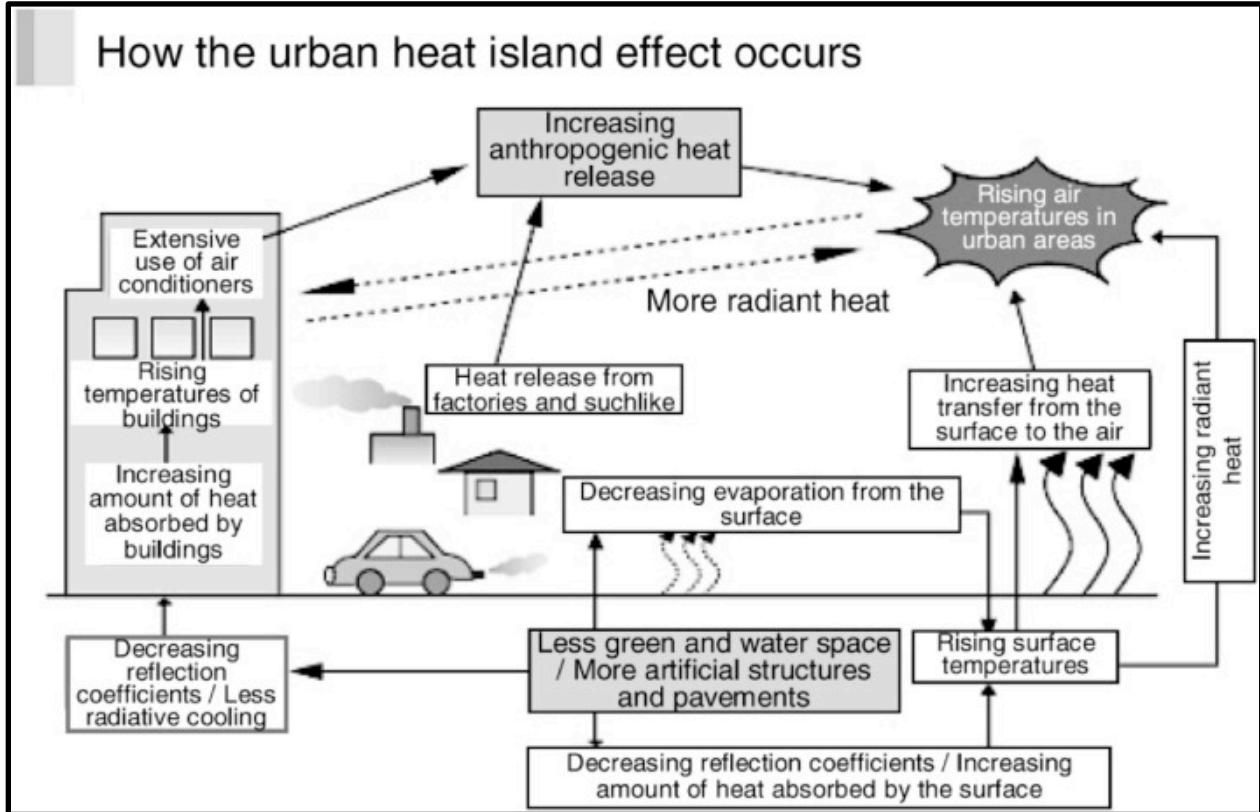 How the urban heat island effect occurs
Increasing
anthropogenic heat
release
Rising air
temperatures in
urban areas
Extensive
use of air
conditioners
More radiant heat
Rising
temperatures of
buildings
Heat release from
factories and suchlike
Increasing heat
transfer from the
surface to the air
Increasing radiant
heat
Increasing
amount of heat
absorbed by
buildings
Decreasing evaporation from the
surface
Decreasing
reflection
coefficients / Less
radiative cooling
Less green and water space
/ More artificial structures
and pavements
Rising surface
temperatures
Decreasing reflection coefficients / Increasing
amount of heat absorbed by the surface